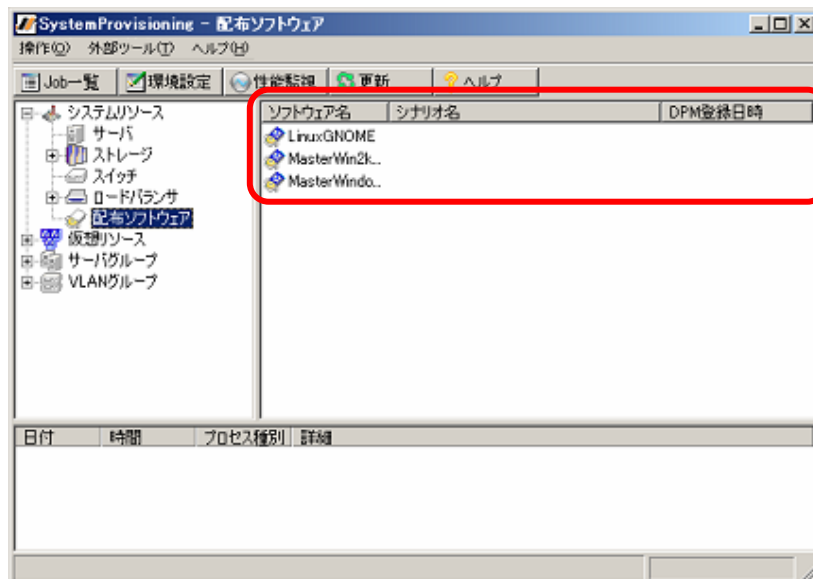 SystemProvisioning - 配布ソフトウェア
操作(O) 外部ツール(T) ヘルプ(H)
Job一覧 環境設定 性能監視 更新 ヘルプ
システムリソース
サーバ
ストレージ
スイッチ
ロードバランサ
配布ソフトウェア
仮想リソース
サーバグループ
VLANグループ
ソフトウェア名 シナリオ名 DPM登録日時
LinuxGNOME
MasterWin2k...
MasterWindo...
日付 時間 プロセス種別 詳細